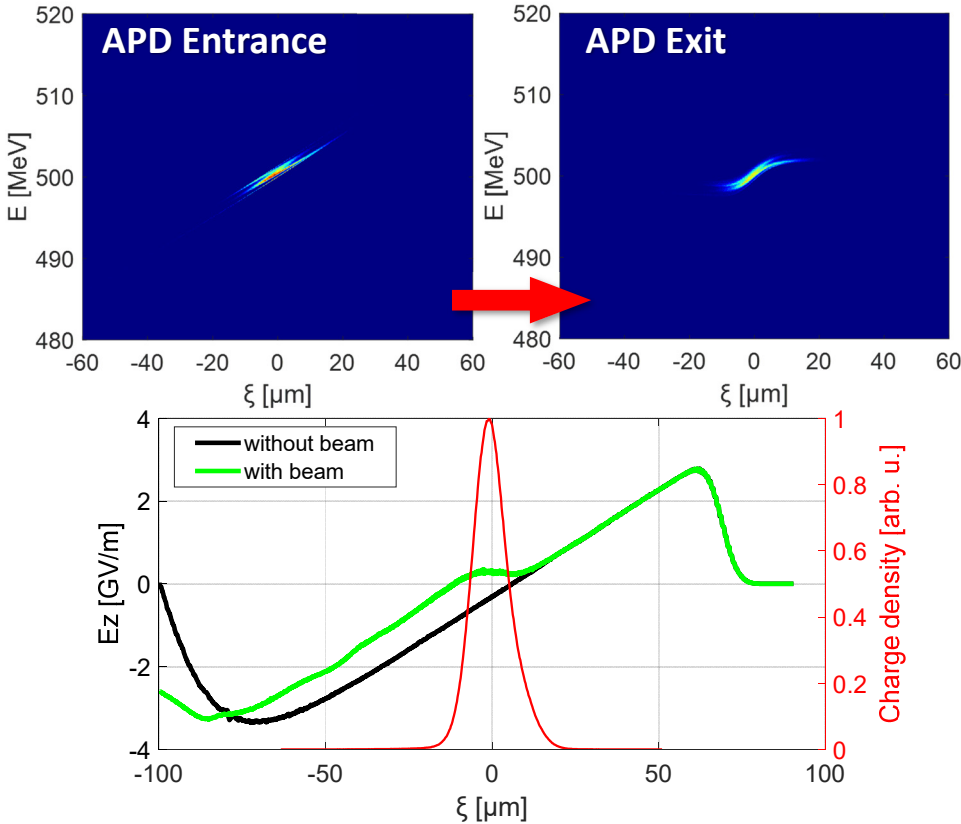 APD Entrance
520
510
500
490
480
E [MeV]
-60 -40 -20 0 20 40 60
ξ [µm]
APD Exit
520
510
500
490
480
E [MeV]
-60 -40 -20 0 20 40 60
ξ [µm]
without beam
with beam
4
2
0
-2
-4
Ez [GV/m]
1
0.8
0.6
0.4
0.2
0
Charge density [arb. u.]
-100 -50 0 50 100
ξ [µm]